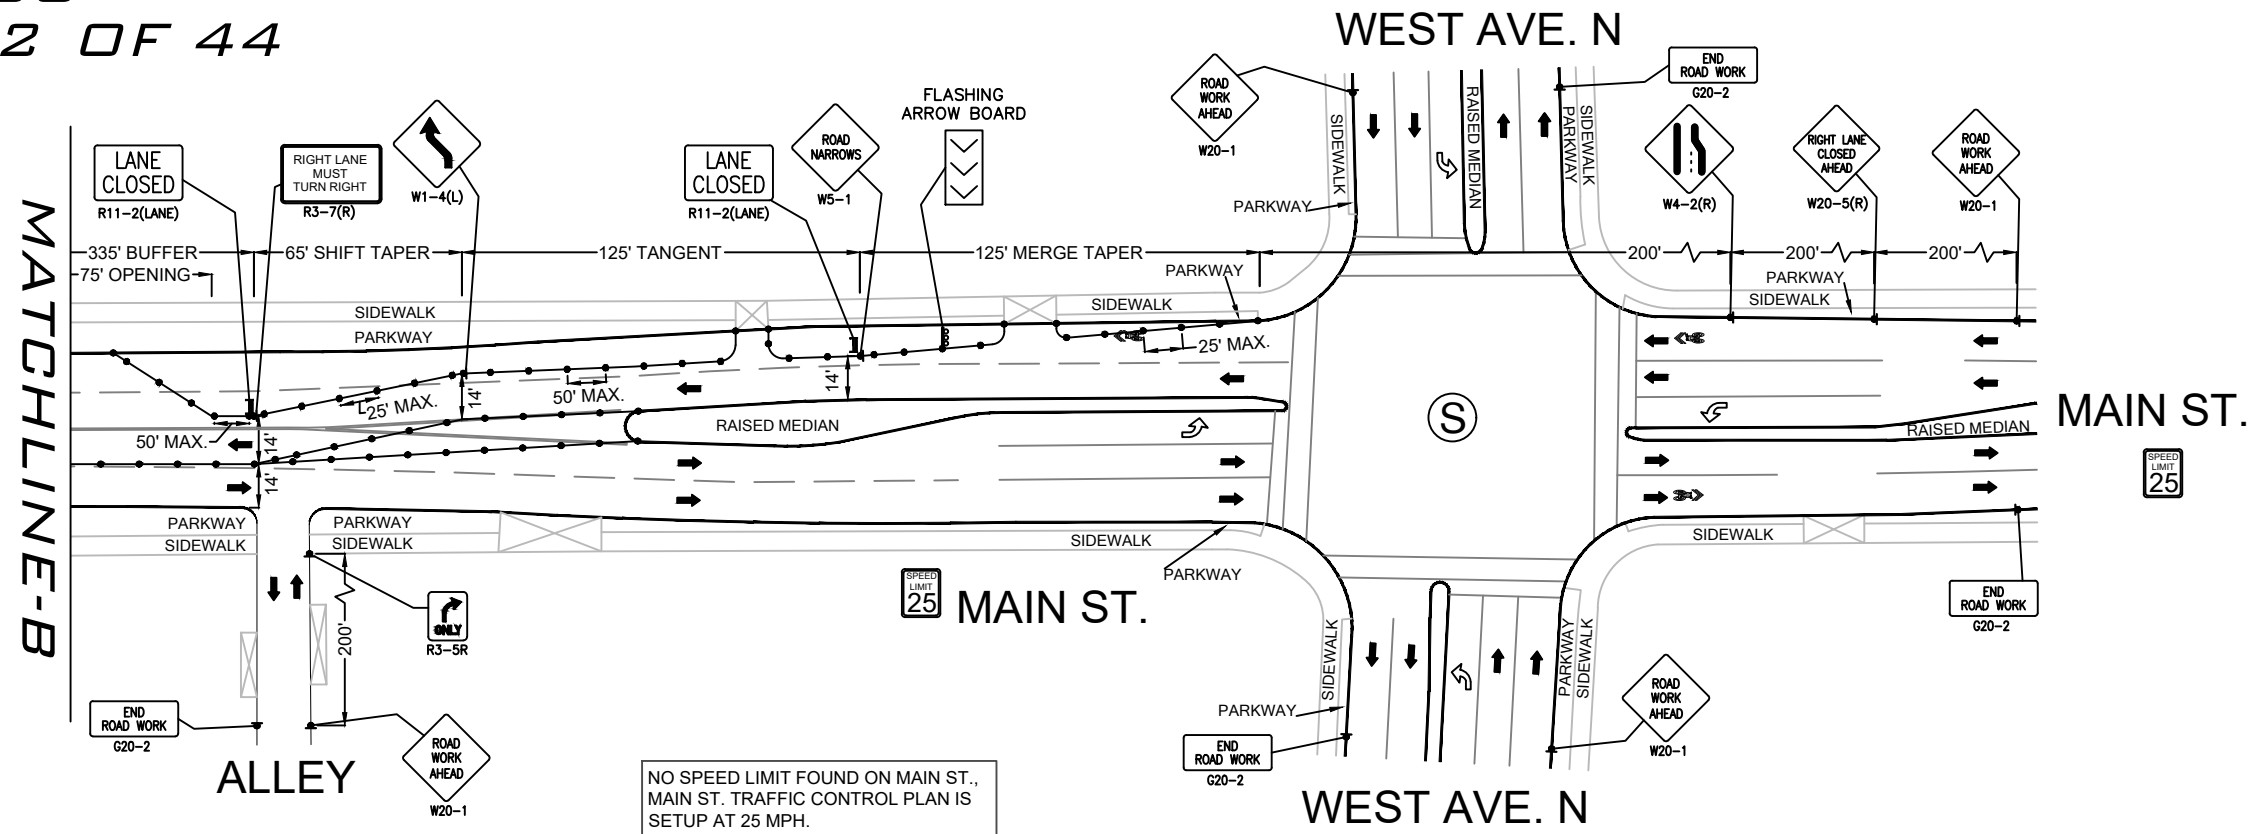 2 OF 44
MATCHLINE-B
WEST AVE. N
ROAD
WORK
AHEAD
W20-1
END
ROAD WORK
G20-2
FLASHING
ARROW BOARD
LANE
CLOSED
R11-2(LANE)
RIGHT LANE
MUST
TURN RIGHT
R3-7(R)
W1-4(L)
LANE
CLOSED
R11-2(LANE)
ROAD
NARROWS
W5-1
W4-2(R)
RIGHT LANE
CLOSED
AHEAD
W20-5(R)
ROAD
WORK
AHEAD
W20-1
SIDEWALK
RAISED MEDIAN
PARKWAY
SIDEWALK
PARKWAY
335' BUFFER
65' SHIFT TAPER
125' TANGENT
125' MERGE TAPER
200'
200'
200'
75' OPENING
PARKWAY
PARKWAY
SIDEWALK
SIDEWALK
SIDEWALK
PARKWAY
25' MAX.
14'
14'
50' MAX.
25' MAX.
50' MAX.
14'
14'
RAISED MEDIAN
S
RAISED MEDIAN
MAIN ST.
SPEED
LIMIT
25
PARKWAY
SIDEWALK
PARKWAY
SIDEWALK
SIDEWALK
PARKWAY
SIDEWALK
SPEED
LIMIT
25
MAIN ST.
END
ROAD WORK
G20-2
ONLY
R3-5R
200'
SIDEWALK
PARKWAY
SIDEWALK
PARKWAY
END
ROAD WORK
G20-2
ROAD
WORK
AHEAD
W20-1
END
ROAD WORK
G20-2
ROAD
WORK
AHEAD
W20-1
ALLEY
NO SPEED LIMIT FOUND ON MAIN ST.,
MAIN ST. TRAFFIC CONTROL PLAN IS
SETUP AT 25 MPH.
WEST AVE. N